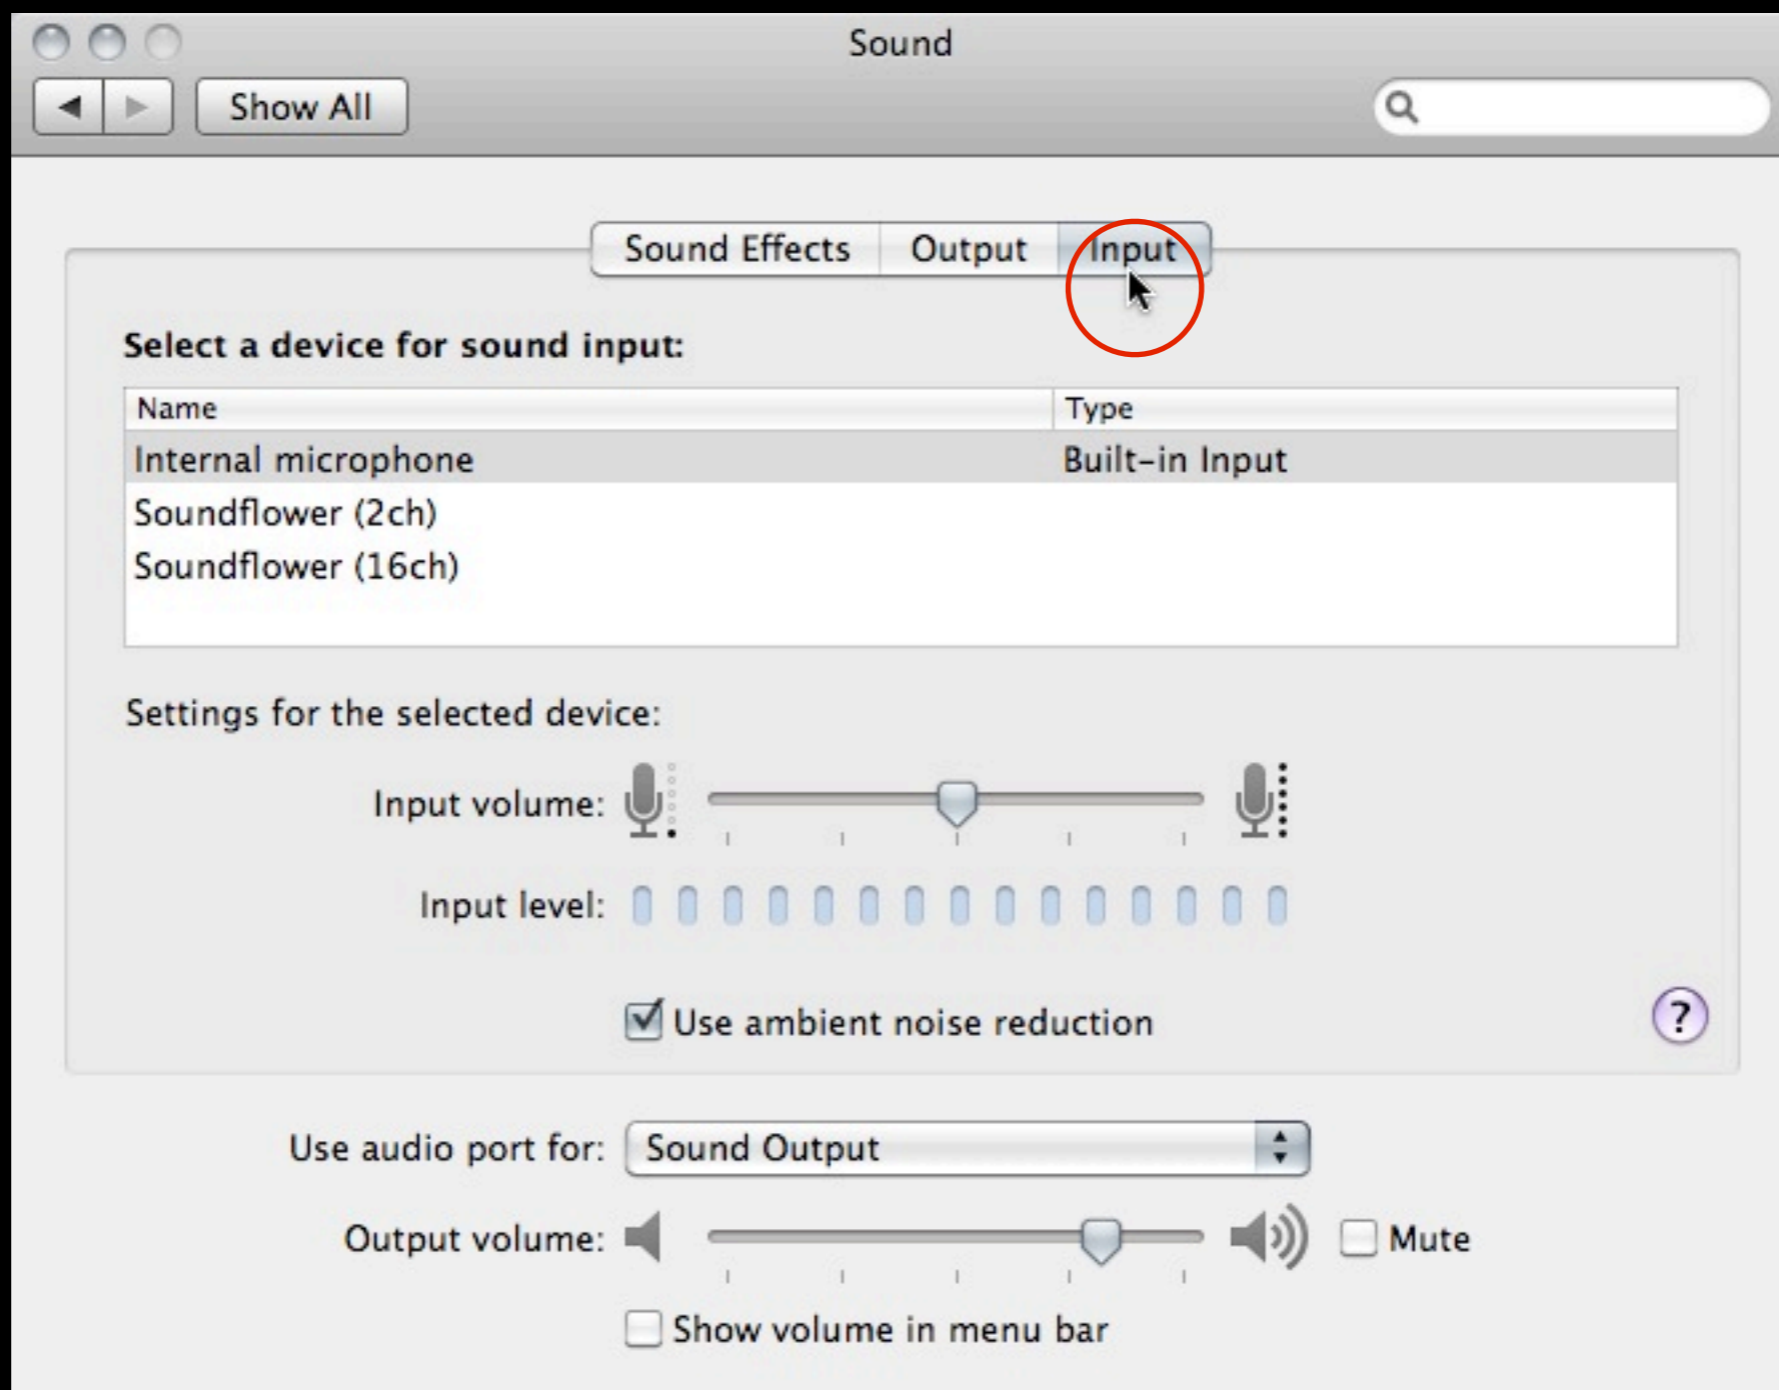 Sound
Show All
Sound Effects Output Input
Select a device for sound input:
Name Type
Internal microphone Built-in Input
Soundflower (2ch)
Soundflower (16ch)
Settings for the selected device:
Input volume:
Input level:
Use ambient noise reduction ?
Use audio port for: Sound Output
Output volume: Mute
Show volume in menu bar